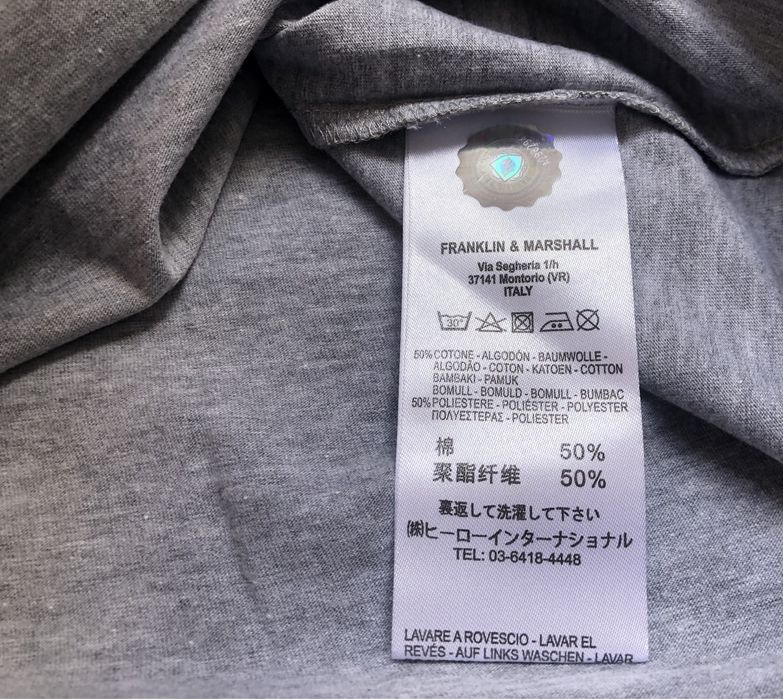 FRANKLIN & MARSHALL
Via Segheria 1/h
37141 Montorio (VR)
ITALY
30°
50% COTONE - ALGODÓN - BAUMWOLLE -
ALGODÃO - COTON - KATOEN - COTTON
BAMBAKI - PAMUK
BOMULL - BOMULD - BOMULL - BUMBAC
50% POLIESTERE - POLIÉSTER - POLYESTER
ΠΟΛΥΕΣΤΕΡΑΣ - POLIESTER
棉 50%
聚酯纤维 50%
裏返して洗濯して下さい
㈱ヒーローインターナショナル
TEL: 03-6418-4448
LAVARE A ROVESCIO - LAVAR EL
REVÉS - AUF LINKS WASCHEN - LAVAR